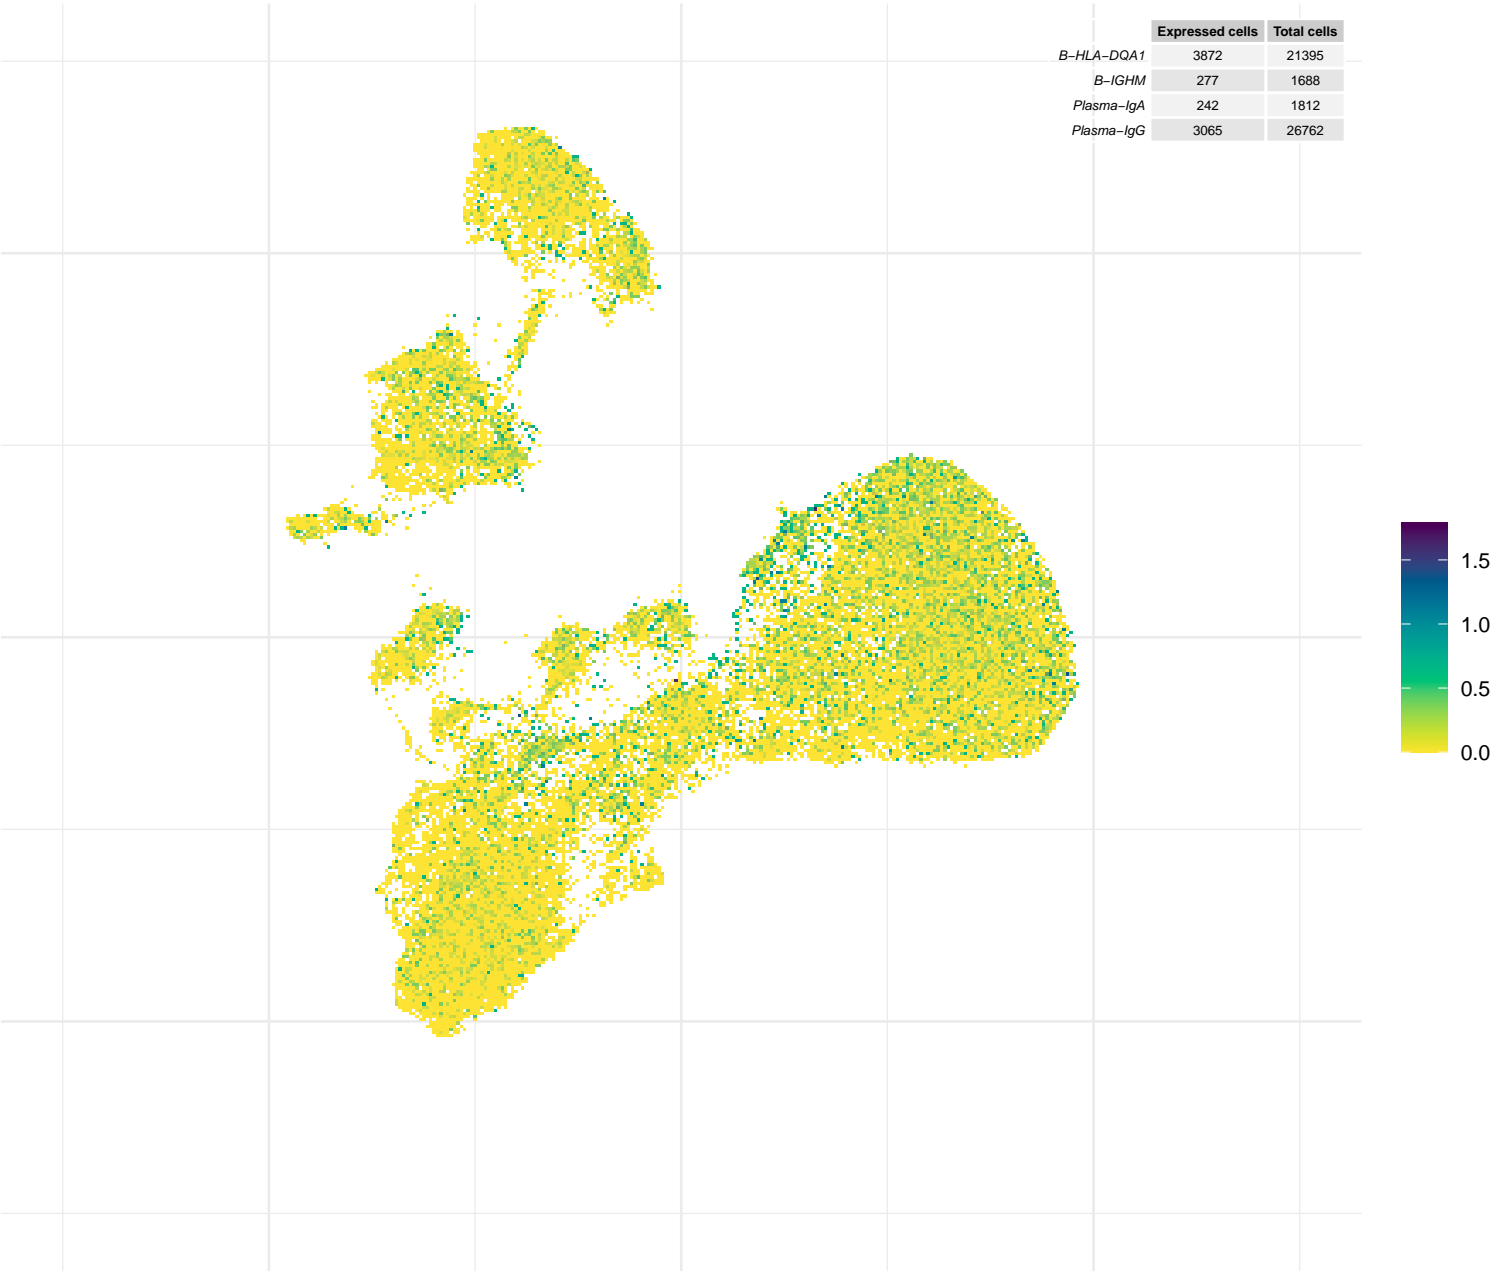 Expressed cells Total cells
B−HLA−DQA1 3872 21395
B−IGHM 277 1688
Plasma−IgA 242 1812
Plasma−IgG 3065 26762
1.5
1.0
0.5
0.0